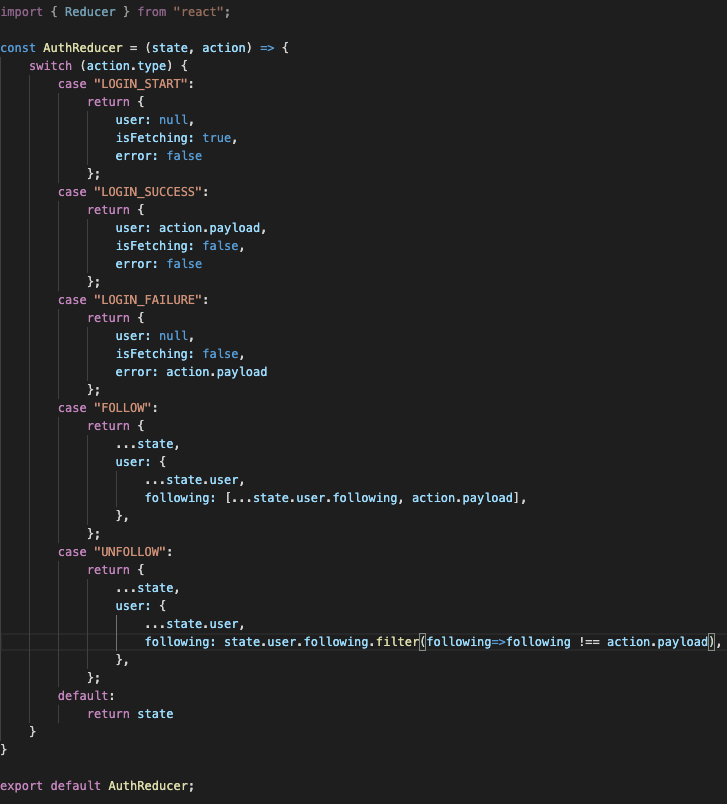 import { Reducer } from "react";
const AuthReducer = (state, action) => {
switch (action.type) {
case "LOGIN_START":
return {
user: null,
isFetching: true,
error: false
};
case "LOGIN_SUCCESS":
return {
user: action.payload,
isFetching: false,
error: false
};
case "LOGIN_FAILURE":
return {
user: null,
isFetching: false,
error: action.payload
};
case "FOLLOW":
return {
...state,
user: {
...state.user,
following: [...state.user.following, action.payload],
},
};
case "UNFOLLOW":
return {
...state,
user: {
...state.user,
following: state.user.following.filter(following=>following !== action.payload),
},
};
default:
return state
}
}
export default AuthReducer;